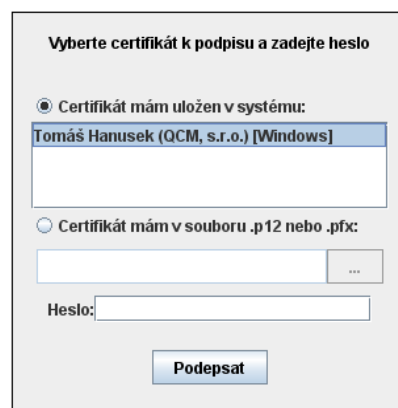 Vyberte certifikát k podpisu a zadejte heslo
Certifikát mám uložen v systému:
Tomáš Hanusek (QCM, s.r.o.) [Windows]
Certifikát mám v souboru .p12 nebo .pfx:
...
Heslo:
Podepsat